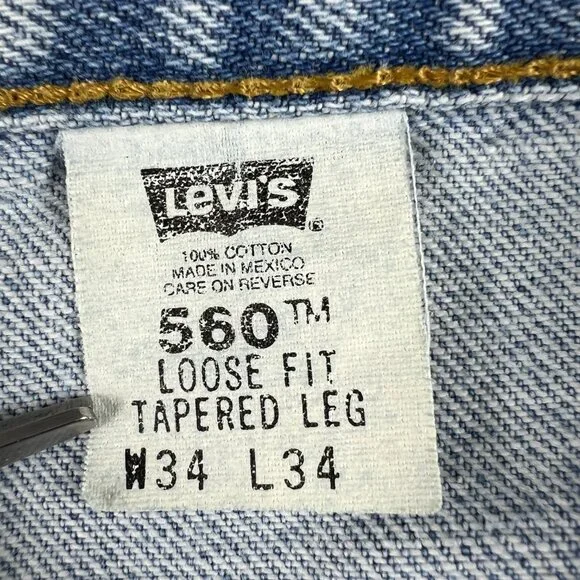 Levi's
®
100% COTTON
MADE IN MEXICO
CARE ON REVERSE
560™
LOOSE FIT
TAPERED LEG
W34 L34